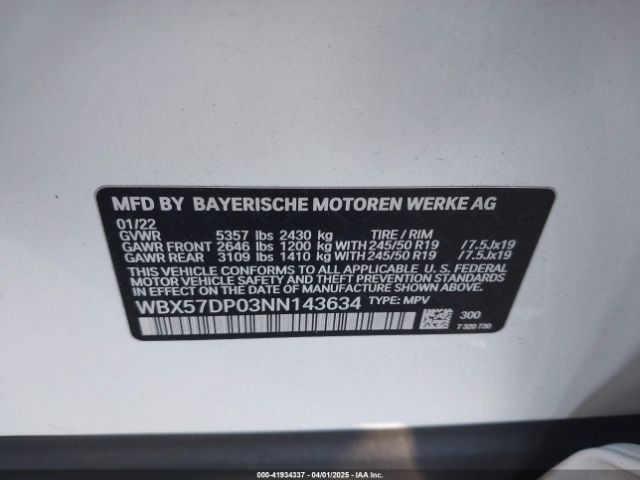 MFD BY BAYERISCHE MOTOREN WERKE AG
01/22
GVWR 5357 lbs 2430 kg TIRE / RIM
GAWR FRONT 2646 lbs 1200 kg WITH 245/50 R19 /7.5Jx19
GAWR REAR 3109 lbs 1410 kg WITH 245/50 R19 /7.5Jx19
THIS VEHICLE CONFORMS TO ALL APPLICABLE U.S. FEDERAL
MOTOR VEHICLE SAFETY AND THEFT PREVENTION STANDARDS
IN EFFECT ON THE DATE OF MANUFACTURE SHOWN ABOVE.
WBX57DP03NN143634 TYPE: MPV
300
7 320 730
000-41934337 - 04/01/2025 - IAA Inc.